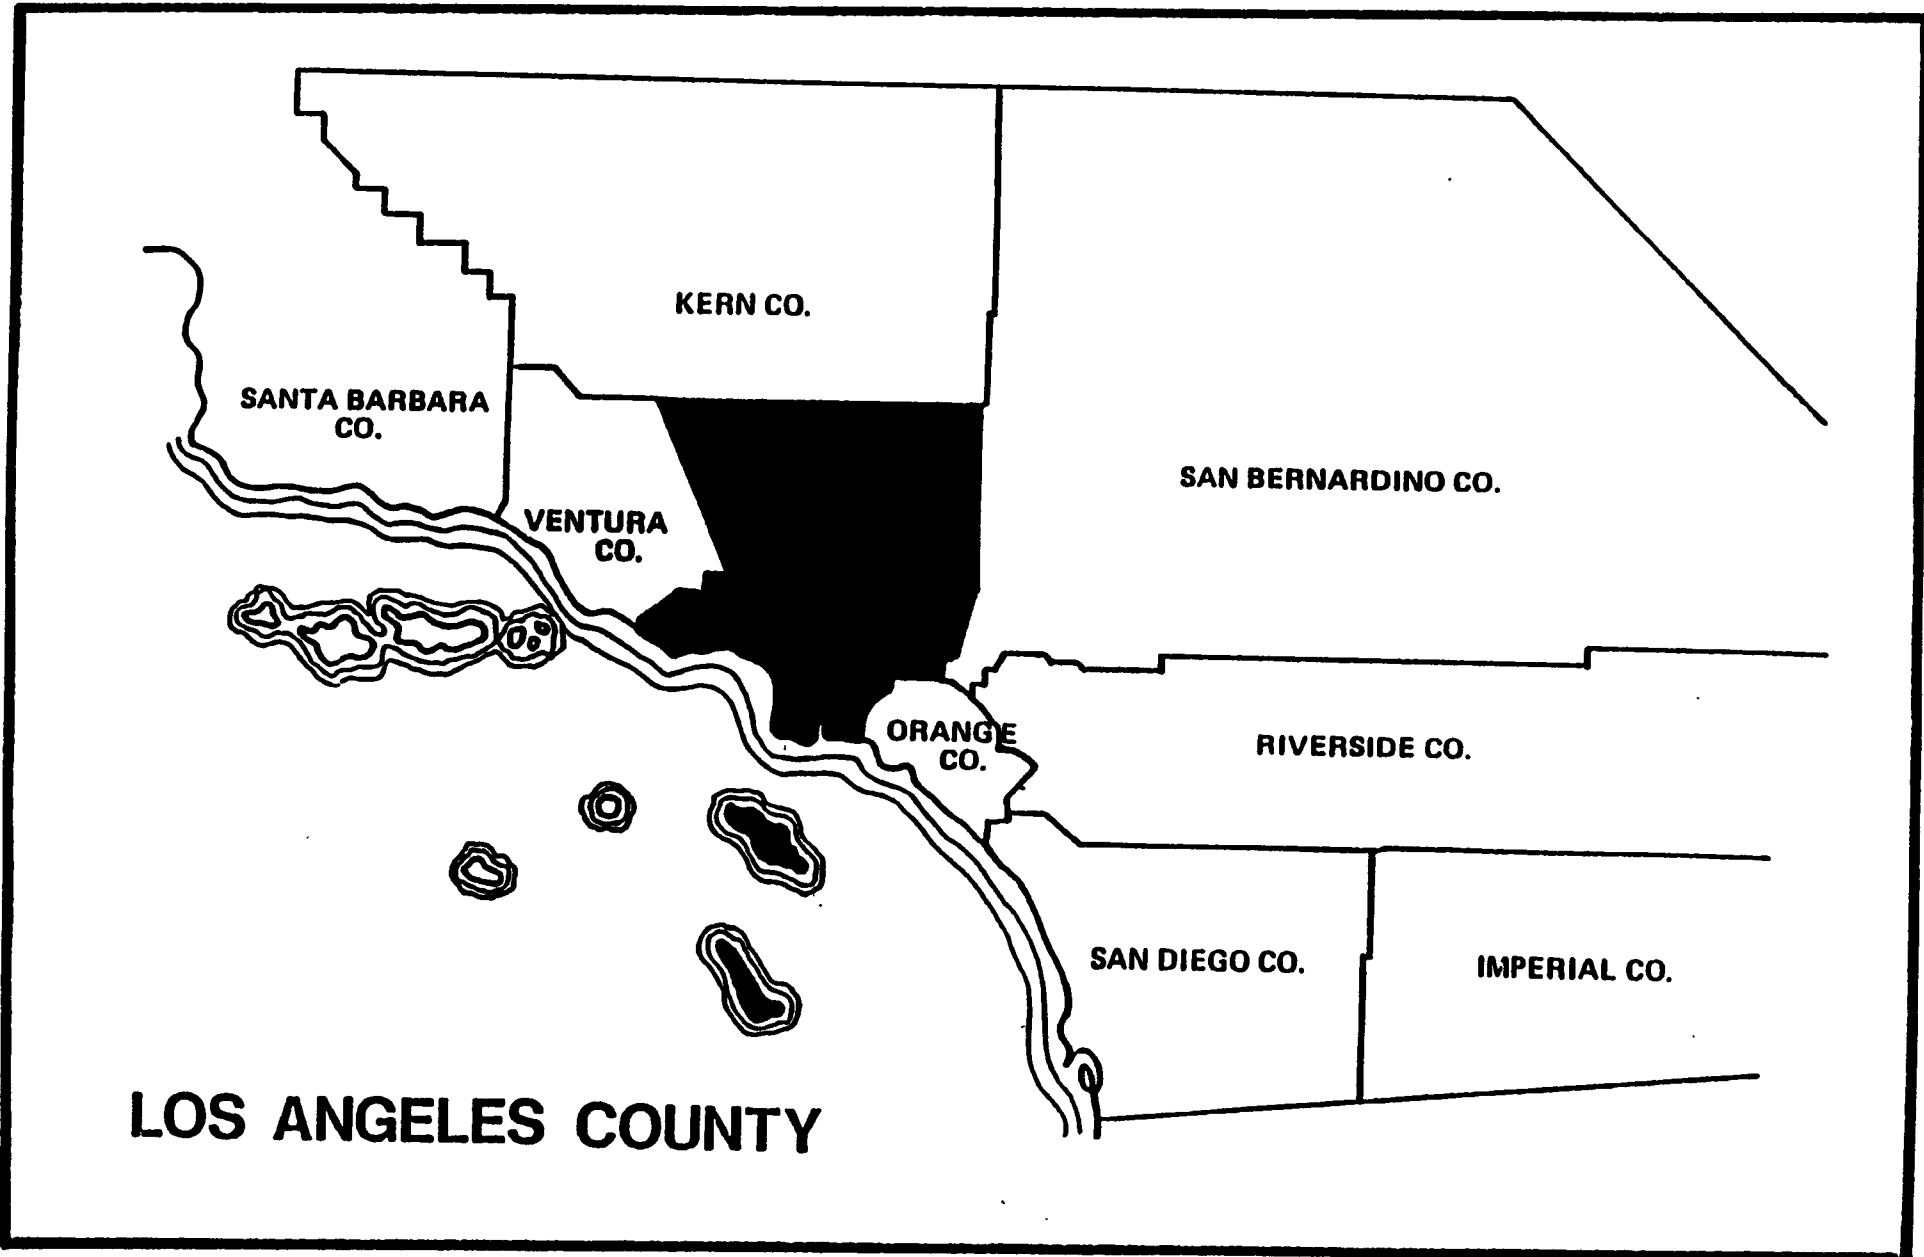 KERN CO.
SANTA BARBARA
CO.
SAN BERNARDINO CO.
VENTURA
CO.
ORANGE
CO.
RIVERSIDE CO.
SAN DIEGO CO.
IMPERIAL CO.
LOS ANGELES COUNTY